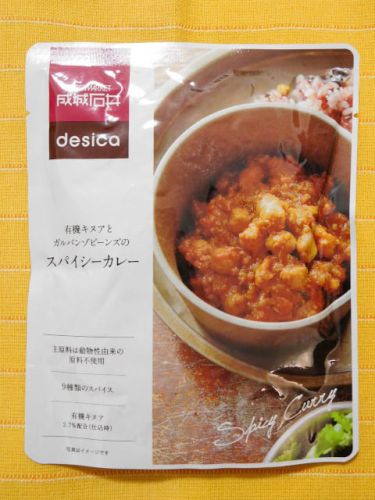 MARKET
成城石井
desica
有機キヌアと
ガルバンゾビーンズの
スパイシーカレー
主原料は動物性由来の
原料不使用
9種類のスパイス
有機キヌア
2.7%配合(仕込時)
写真はイメージです
Spicy Curry